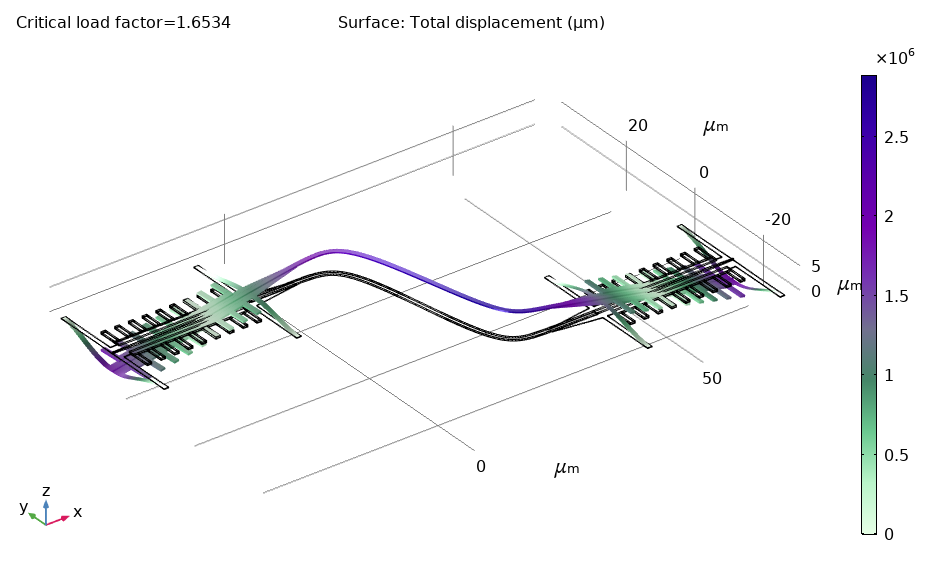 Critical load factor=1.6534
Surface: Total displacement (μm)
×10⁶
2.5
2
1.5
1
0.5
0
20
μm
0
-20
5
0
μm
50
0
μm
z
y
x